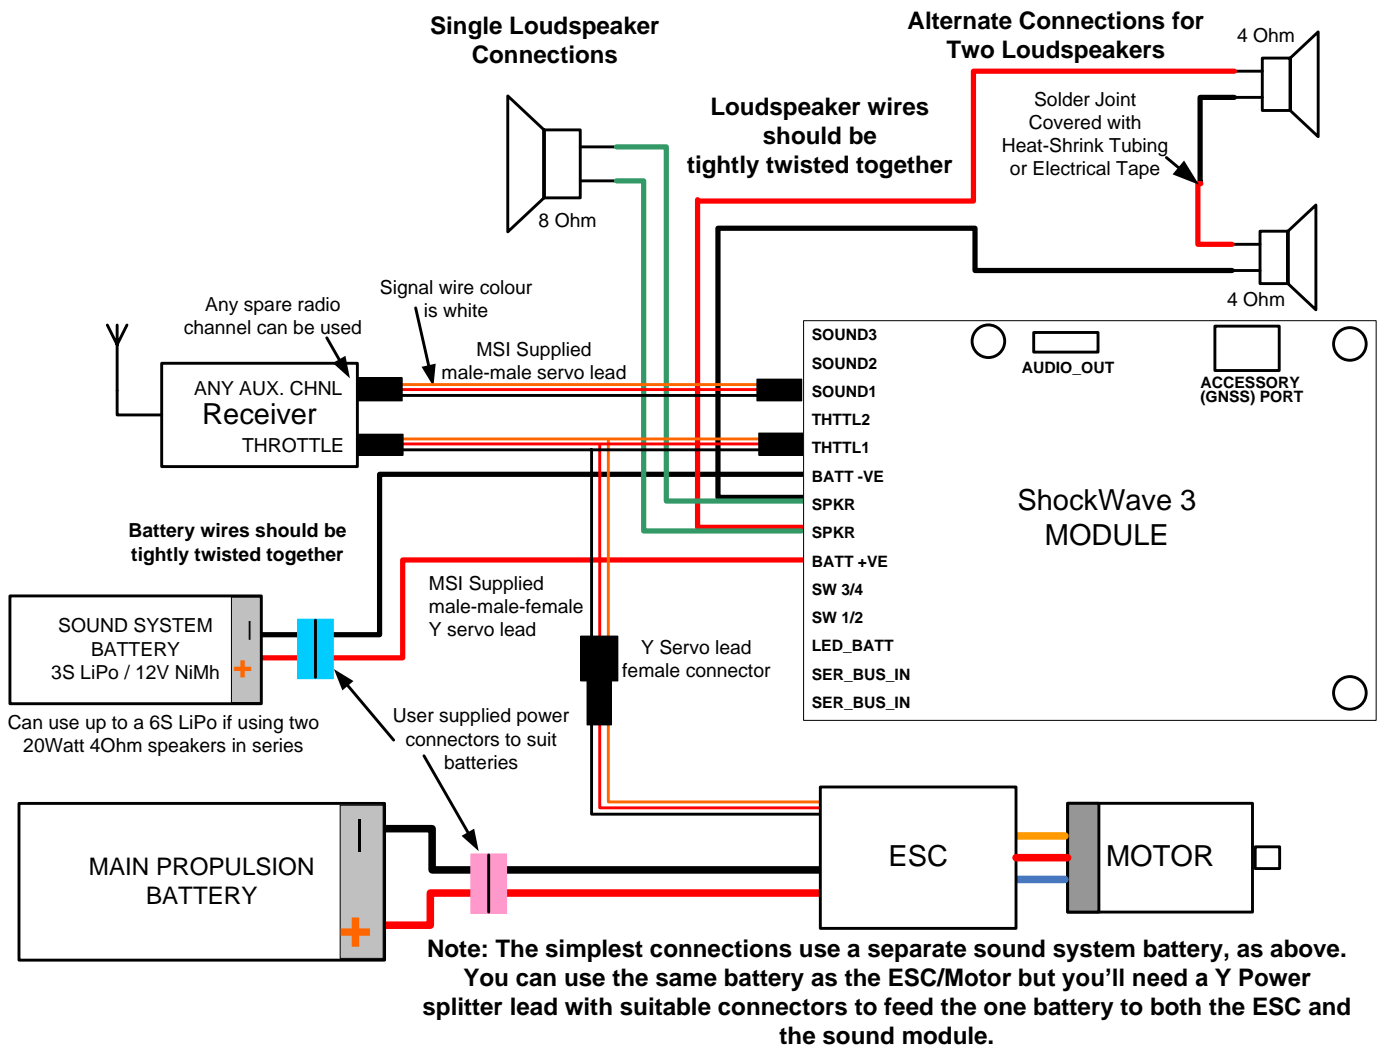 Single Loudspeaker
Connections
Alternate Connections for
Two Loudspeakers
4 Ohm
Loudspeaker wires
should be
tightly twisted together
Solder Joint
Covered with
Heat-Shrink Tubing
or Electrical Tape
8 Ohm
4 Ohm
Any spare radio
channel can be used
Signal wire colour
is white
MSI Supplied
male-male servo lead
ANY AUX. CHNL
Receiver
THROTTLE
SOUND3
SOUND2
SOUND1
THTTL2
THTTL1
BATT -VE
SPKR
SPKR
BATT +VE
SW 3/4
SW 1/2
LED_BATT
SER_BUS_IN
SER_BUS_IN
AUDIO_OUT
ACCESSORY
(GNSS) PORT
ShockWave 3
MODULE
Battery wires should be
tightly twisted together
MSI Supplied
male-male-female
Y servo lead
SOUND SYSTEM
BATTERY
3S LiPo / 12V NiMh
–
+
Can use up to a 6S LiPo if using two
20Watt 4Ohm speakers in series
Y Servo lead
female connector
User supplied power
connectors to suit
batteries
MAIN PROPULSION
BATTERY
–
+
ESC
MOTOR
Note: The simplest connections use a separate sound system battery, as above.
You can use the same battery as the ESC/Motor but you’ll need a Y Power
splitter lead with suitable connectors to feed the one battery to both the ESC and
the sound module.